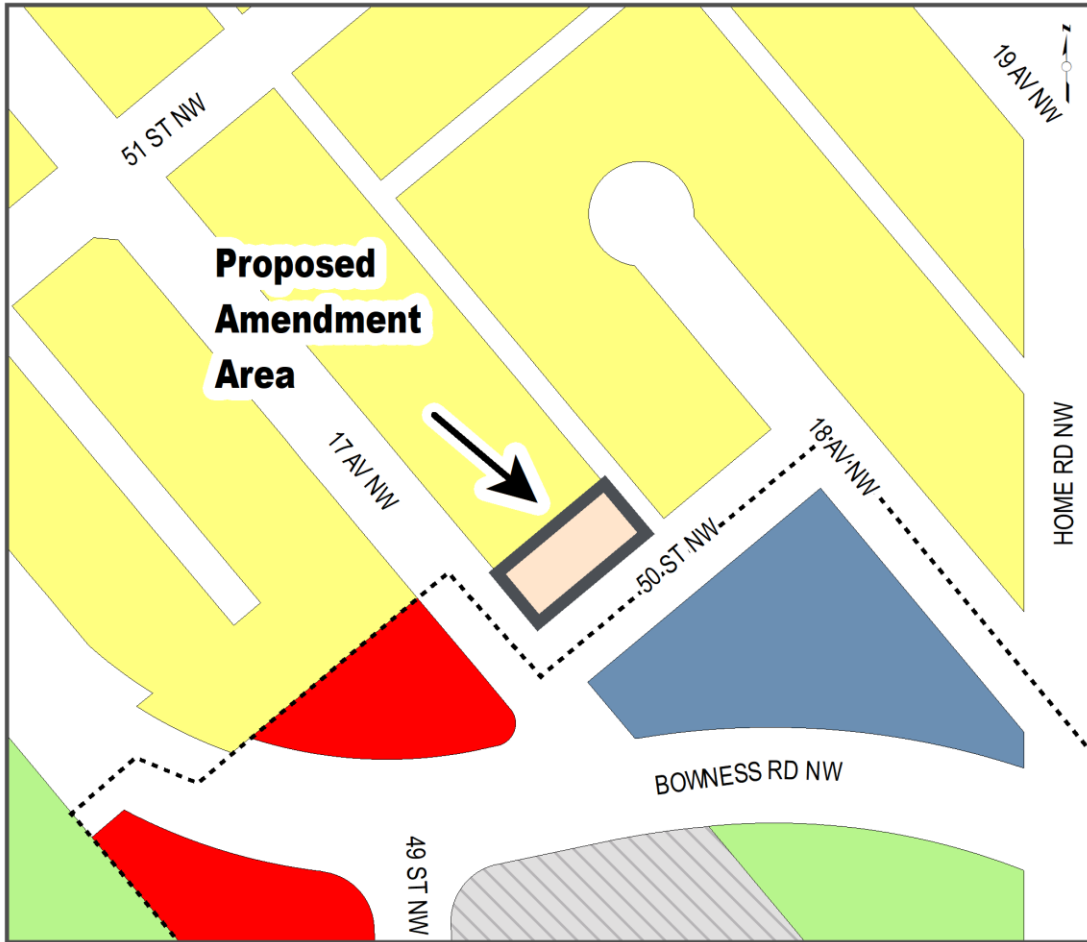 N
19 AV NW
51 ST NW
Proposed
Amendment
Area
17 AV NW
18 AV NW
HOME RD NW
50 ST NW
BOWNESS RD NW
49 ST NW